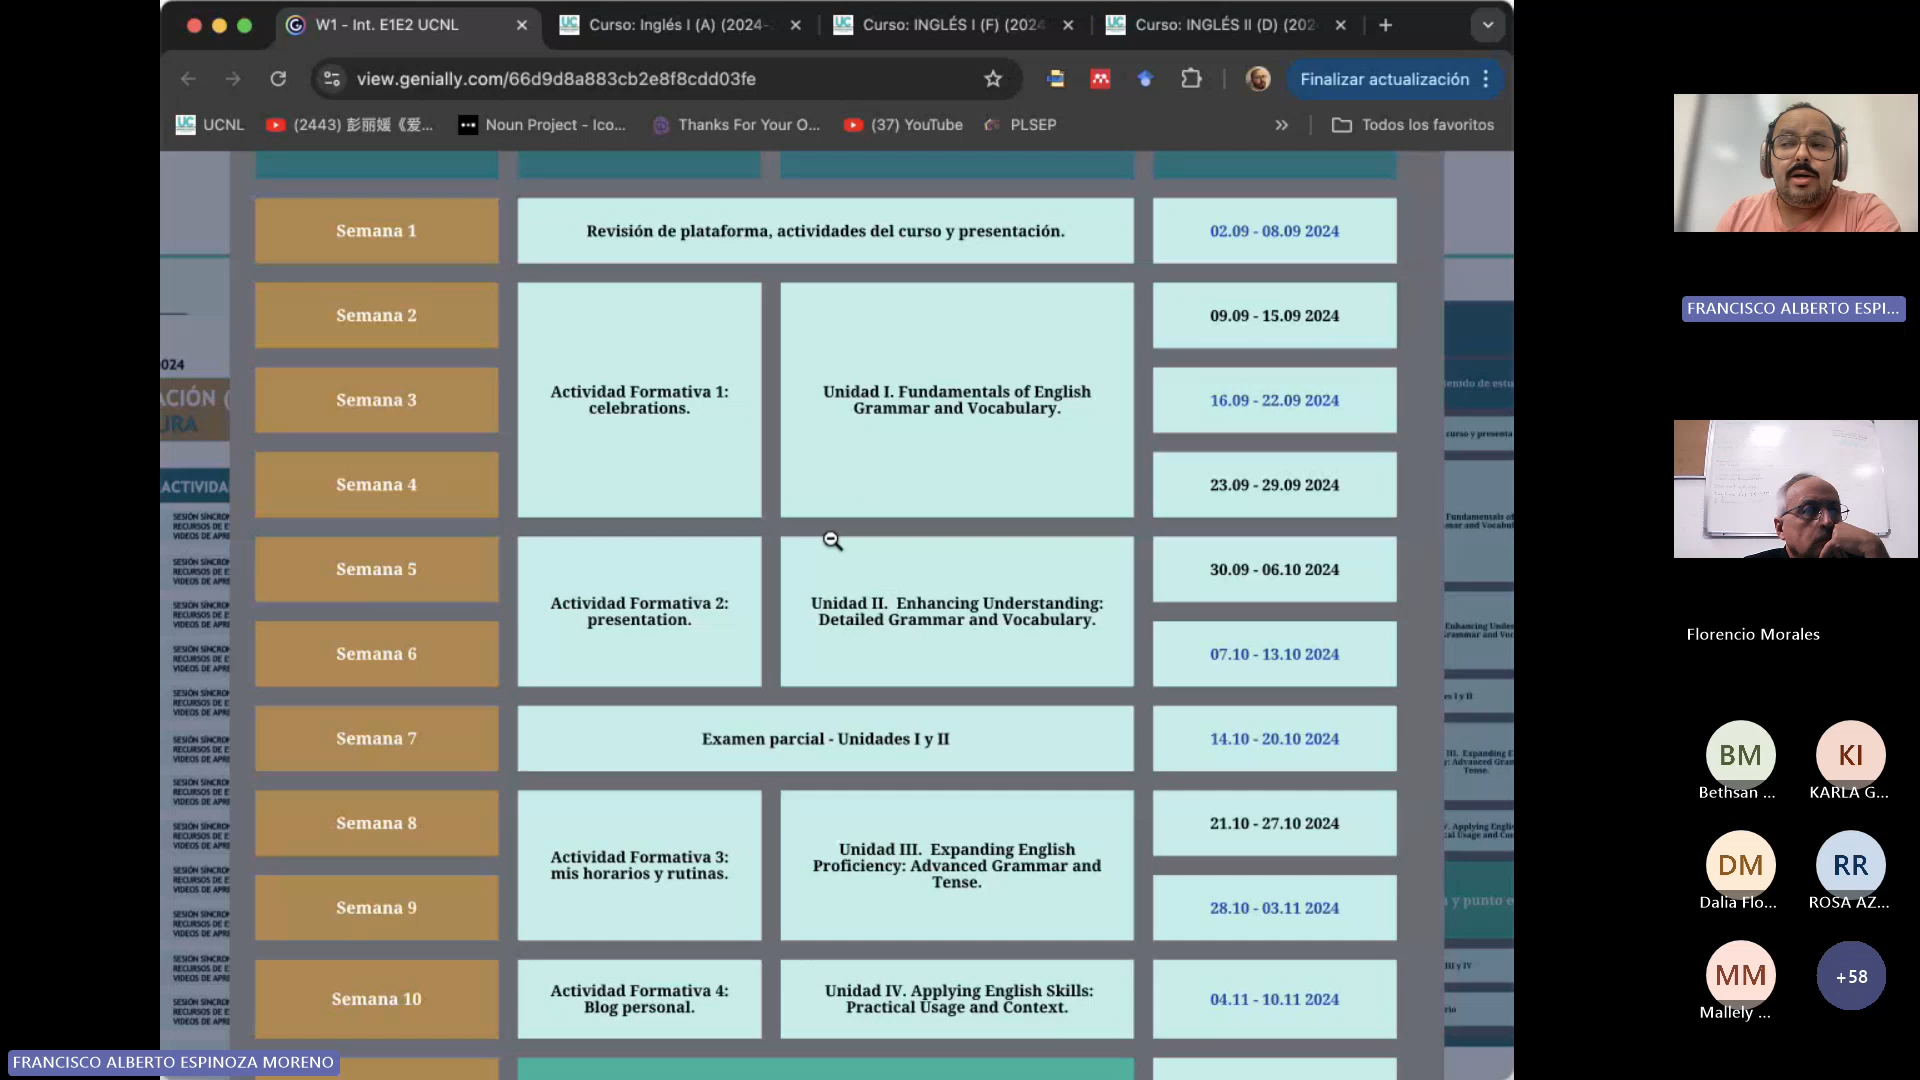 W1 - Int. E1E2 UCNL
Curso: Inglés I (A) (2024-
Curso: INGLÉS I (F) (2024
Curso: INGLÉS II (D) (202
view.genially.com/66d9d8a883cb2e8f8cdd03fe
Finalizar actualización
UCNL
(2443) 彭丽媛《爱...
Noun Project - Ico...
Thanks For Your O...
(37) YouTube
PLSEP
Todos los favoritos
Semana 1
Revisión de plataforma, actividades del curso y presentación.
02.09 - 08.09 2024
Semana 2
09.09 - 15.09 2024
Semana 3
Actividad Formativa 1:
celebrations.
Unidad I. Fundamentals of English
Grammar and Vocabulary.
16.09 - 22.09 2024
Semana 4
23.09 - 29.09 2024
Semana 5
30.09 - 06.10 2024
Actividad Formativa 2:
presentation.
Unidad II. Enhancing Understanding:
Detailed Grammar and Vocabulary.
Semana 6
07.10 - 13.10 2024
Semana 7
Examen parcial - Unidades I y II
14.10 - 20.10 2024
Semana 8
21.10 - 27.10 2024
Actividad Formativa 3:
mis horarios y rutinas.
Unidad III. Expanding English
Proficiency: Advanced Grammar and
Tense.
Semana 9
28.10 - 03.11 2024
Semana 10
Actividad Formativa 4:
Blog personal.
Unidad IV. Applying English Skills:
Practical Usage and Context.
04.11 - 10.11 2024
FRANCISCO ALBERTO ESPI...
Florencio Morales
BM
Bethsan ...
KI
KARLA G...
DM
Dalia Flo...
RR
ROSA AZ...
MM
Mallely ...
+58
FRANCISCO ALBERTO ESPINOZA MORENO